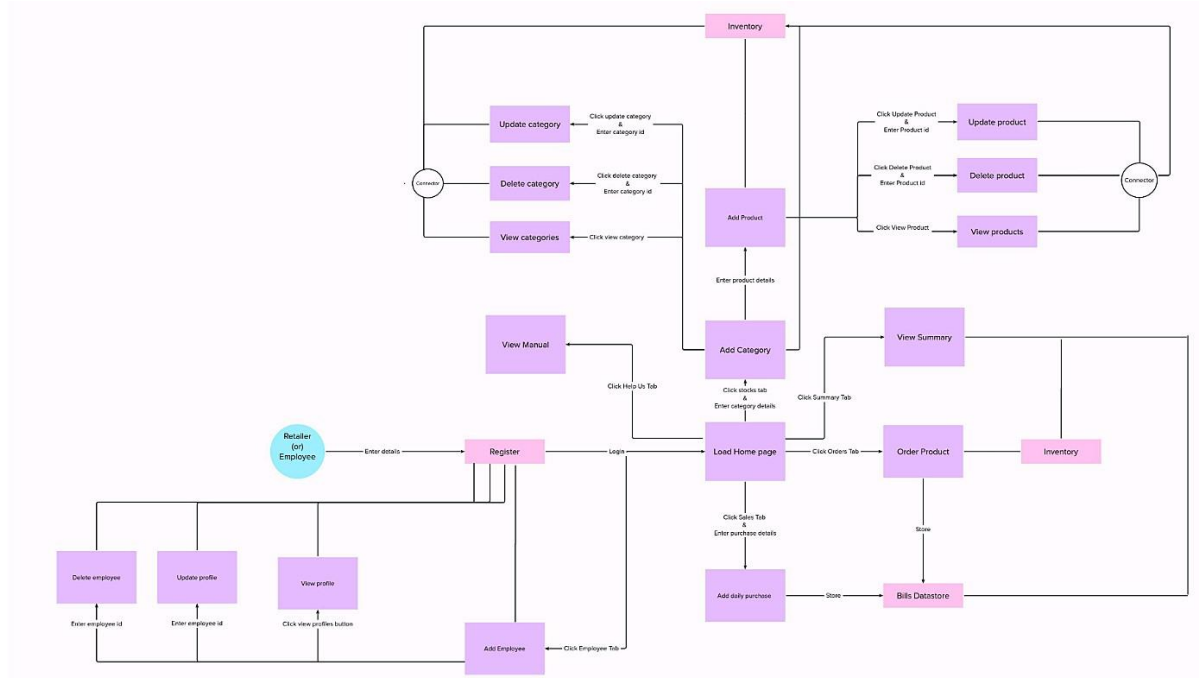 Inventory
Update category
Click update category
&
Enter category id
Click Update Product
&
Enter Product id
Update product
Connector
Delete category
Click delete category
&
Enter category id
Click Delete Product
&
Enter Product id
Delete product
Connector
View categories
Click view category
Add Product
Click View Product
View products
Enter product details
View Manual
Add Category
View Summary
Click Help Us Tab
Click stocks tab
&
Enter category details
Click Summary Tab
Retailer
(or)
Employee
Enter details
Register
Login
Load Home page
Click Orders Tab
Order Product
Inventory
Click Sales Tab
&
Enter purchase details
Store
Delete employee
Update profile
View profile
Add daily purchase
Store
Bills Datastore
Enter employee id
Enter employee id
Click view profiles button
Add Employee
Click Employee Tab